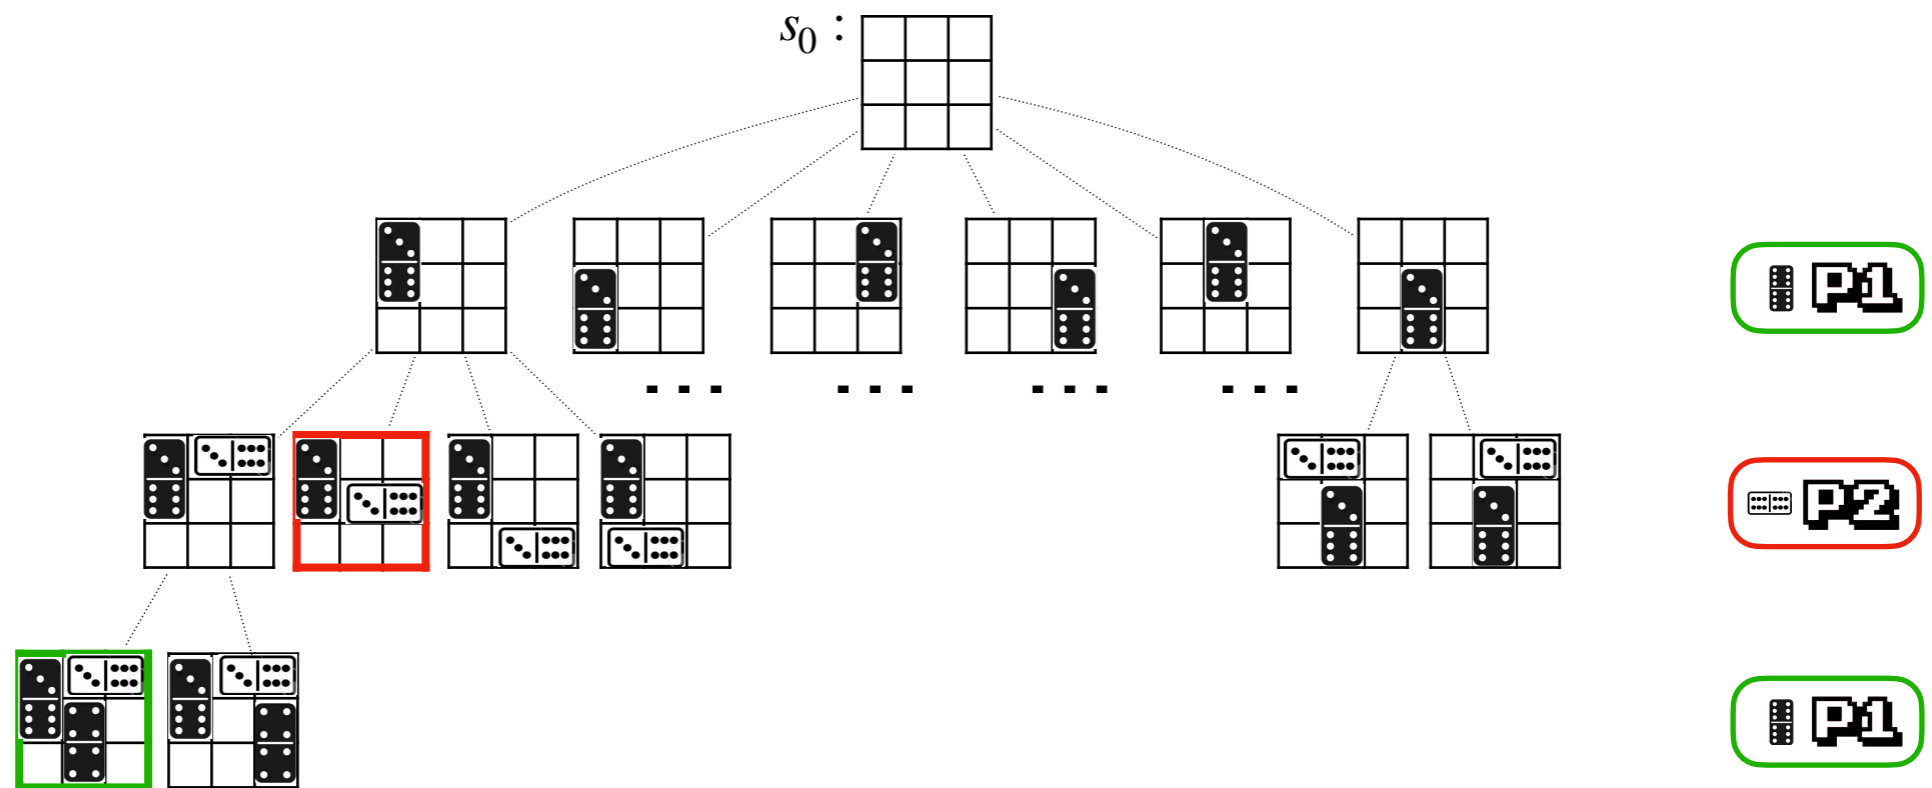 s₀ :
. . . . . . . . . . . .
P1
P2
P1